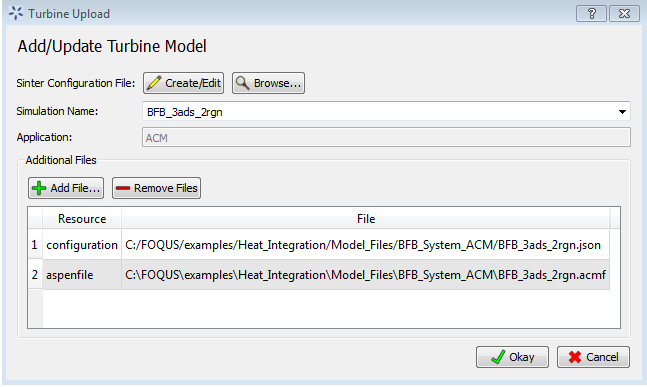 Turbine Upload
Add/Update Turbine Model
Sinter Configuration File: Create/Edit Browse...
Simulation Name: BFB_3ads_2rgn
Application: ACM
Additional Files
Add File... Remove Files
Resource File
1 configuration C:/FOQUS/examples/Heat_Integration/Model_Files/BFB_System_ACM/BFB_3ads_2rgn.json
2 aspenfile C:\FOQUS\examples\Heat_Integration\Model_Files\BFB_System_ACM\BFB_3ads_2rgn.acmf
Okay Cancel